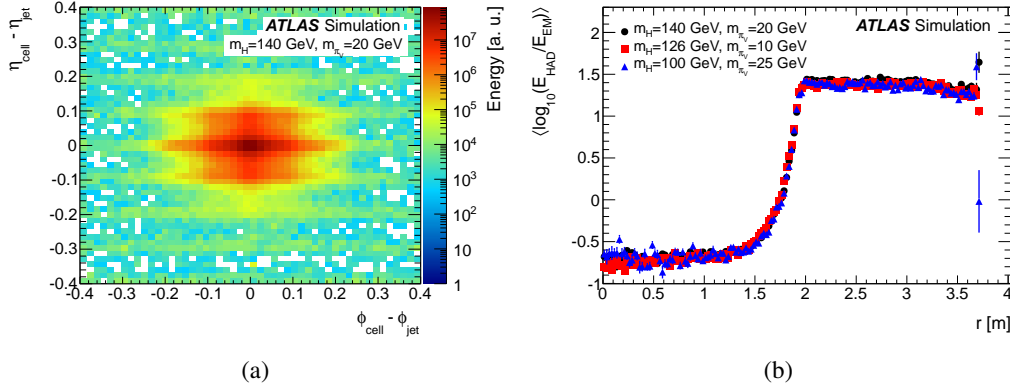 ATLAS Simulation
m_H=140 GeV, m_πv=20 GeV
η_cell - η_jet
0.4
0.3
0.2
0.1
0
-0.1
-0.2
-0.3
-0.4
-0.4 -0.3 -0.2 -0.1 0 0.1 0.2 0.3 0.4
ϕ_cell - ϕ_jet
Energy [a. u.]
10^7
10^6
10^5
10^4
10^3
10^2
10
1
(a)
ATLAS Simulation
m_H=140 GeV, m_πv=20 GeV
m_H=126 GeV, m_πv=10 GeV
m_H=100 GeV, m_πv=25 GeV
⟨log_10(E_HAD/E_EM)⟩
2
1.5
1
0.5
0
-0.5
-1
0 0.5 1 1.5 2 2.5 3 3.5 4
r [m]
(b)